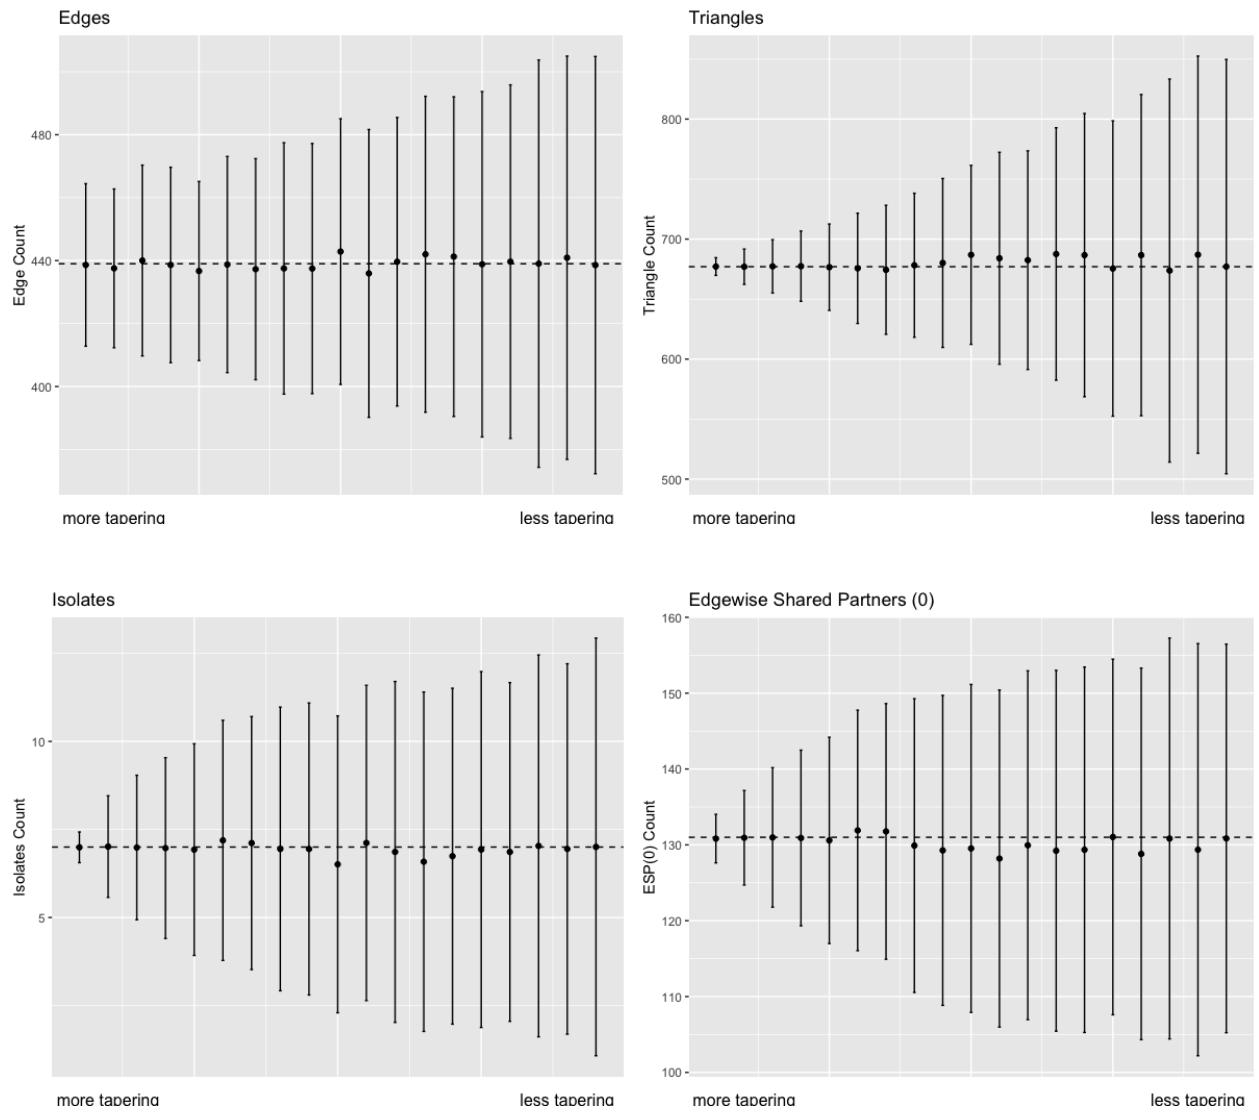 Edges
480
440
400
Edge Count
more tapering
less tapering
Triangles
800
700
600
500
Triangle Count
more tapering
less tapering
Isolates
10
5
Isolates Count
more tapering
less tapering
Edgewise Shared Partners (0)
160
150
140
130
120
110
100
ESP(0) Count
more tapering
less tapering